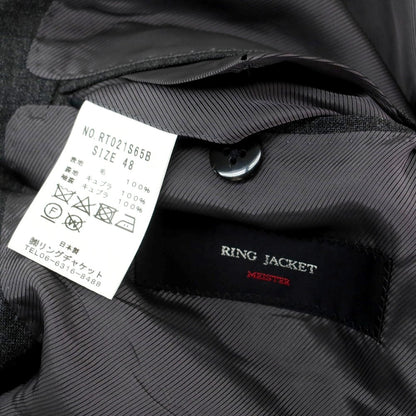 NO.RT021S65B
SIZE 48
表地 毛 100%
裏地 キュプラ 100%
袖裏 キュプラ 100%
日本製
㈱リングヂャケット
TEL06-6316-8488
RING JACKET
MEISTER